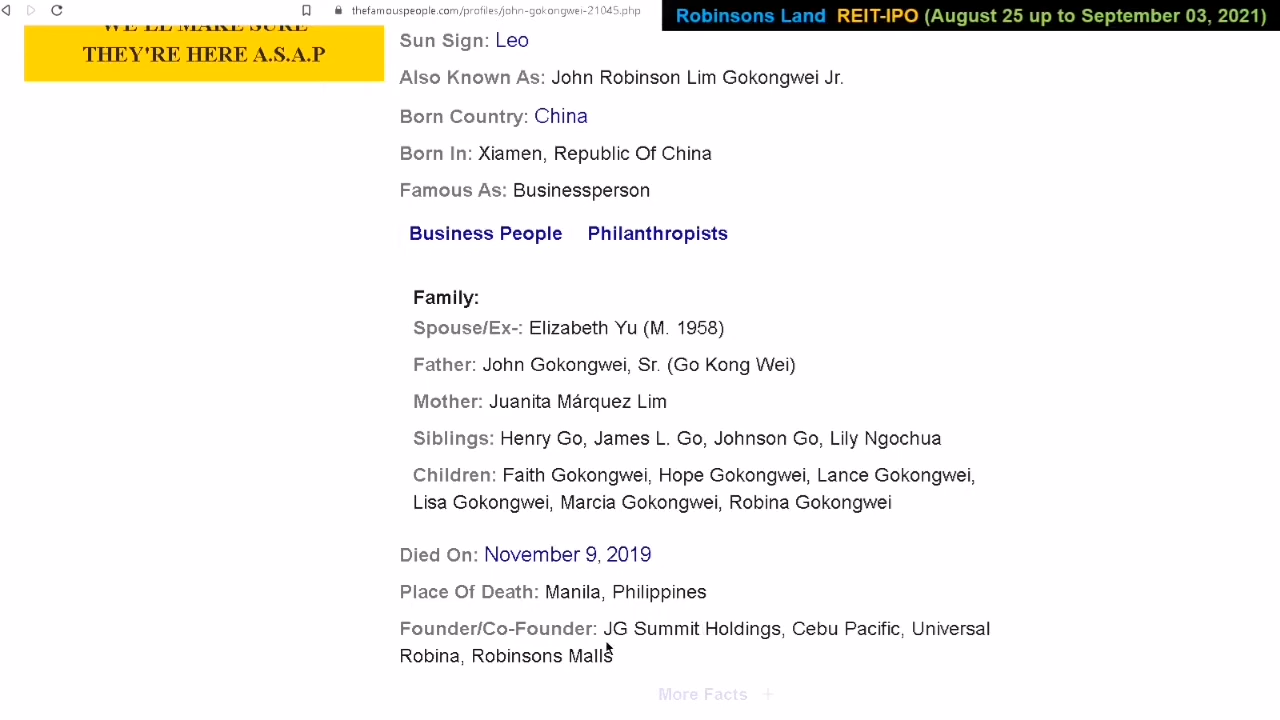 thefamouspeople.com/profiles/john-gokongwei-21045.php
Robinsons Land REIT-IPO (August 25 up to September 03, 2021)
WE'LL MAKE SURE
THEY'RE HERE A.S.A.P
Sun Sign: Leo
Also Known As: John Robinson Lim Gokongwei Jr.
Born Country: China
Born In: Xiamen, Republic Of China
Famous As: Businessperson
Business People Philanthropists
Family:
Spouse/Ex-: Elizabeth Yu (M. 1958)
Father: John Gokongwei, Sr. (Go Kong Wei)
Mother: Juanita Márquez Lim
Siblings: Henry Go, James L. Go, Johnson Go, Lily Ngochua
Children: Faith Gokongwei, Hope Gokongwei, Lance Gokongwei,
Lisa Gokongwei, Marcia Gokongwei, Robina Gokongwei
Died On: November 9, 2019
Place Of Death: Manila, Philippines
Founder/Co-Founder: JG Summit Holdings, Cebu Pacific, Universal
Robina, Robinsons Malls
More Facts +